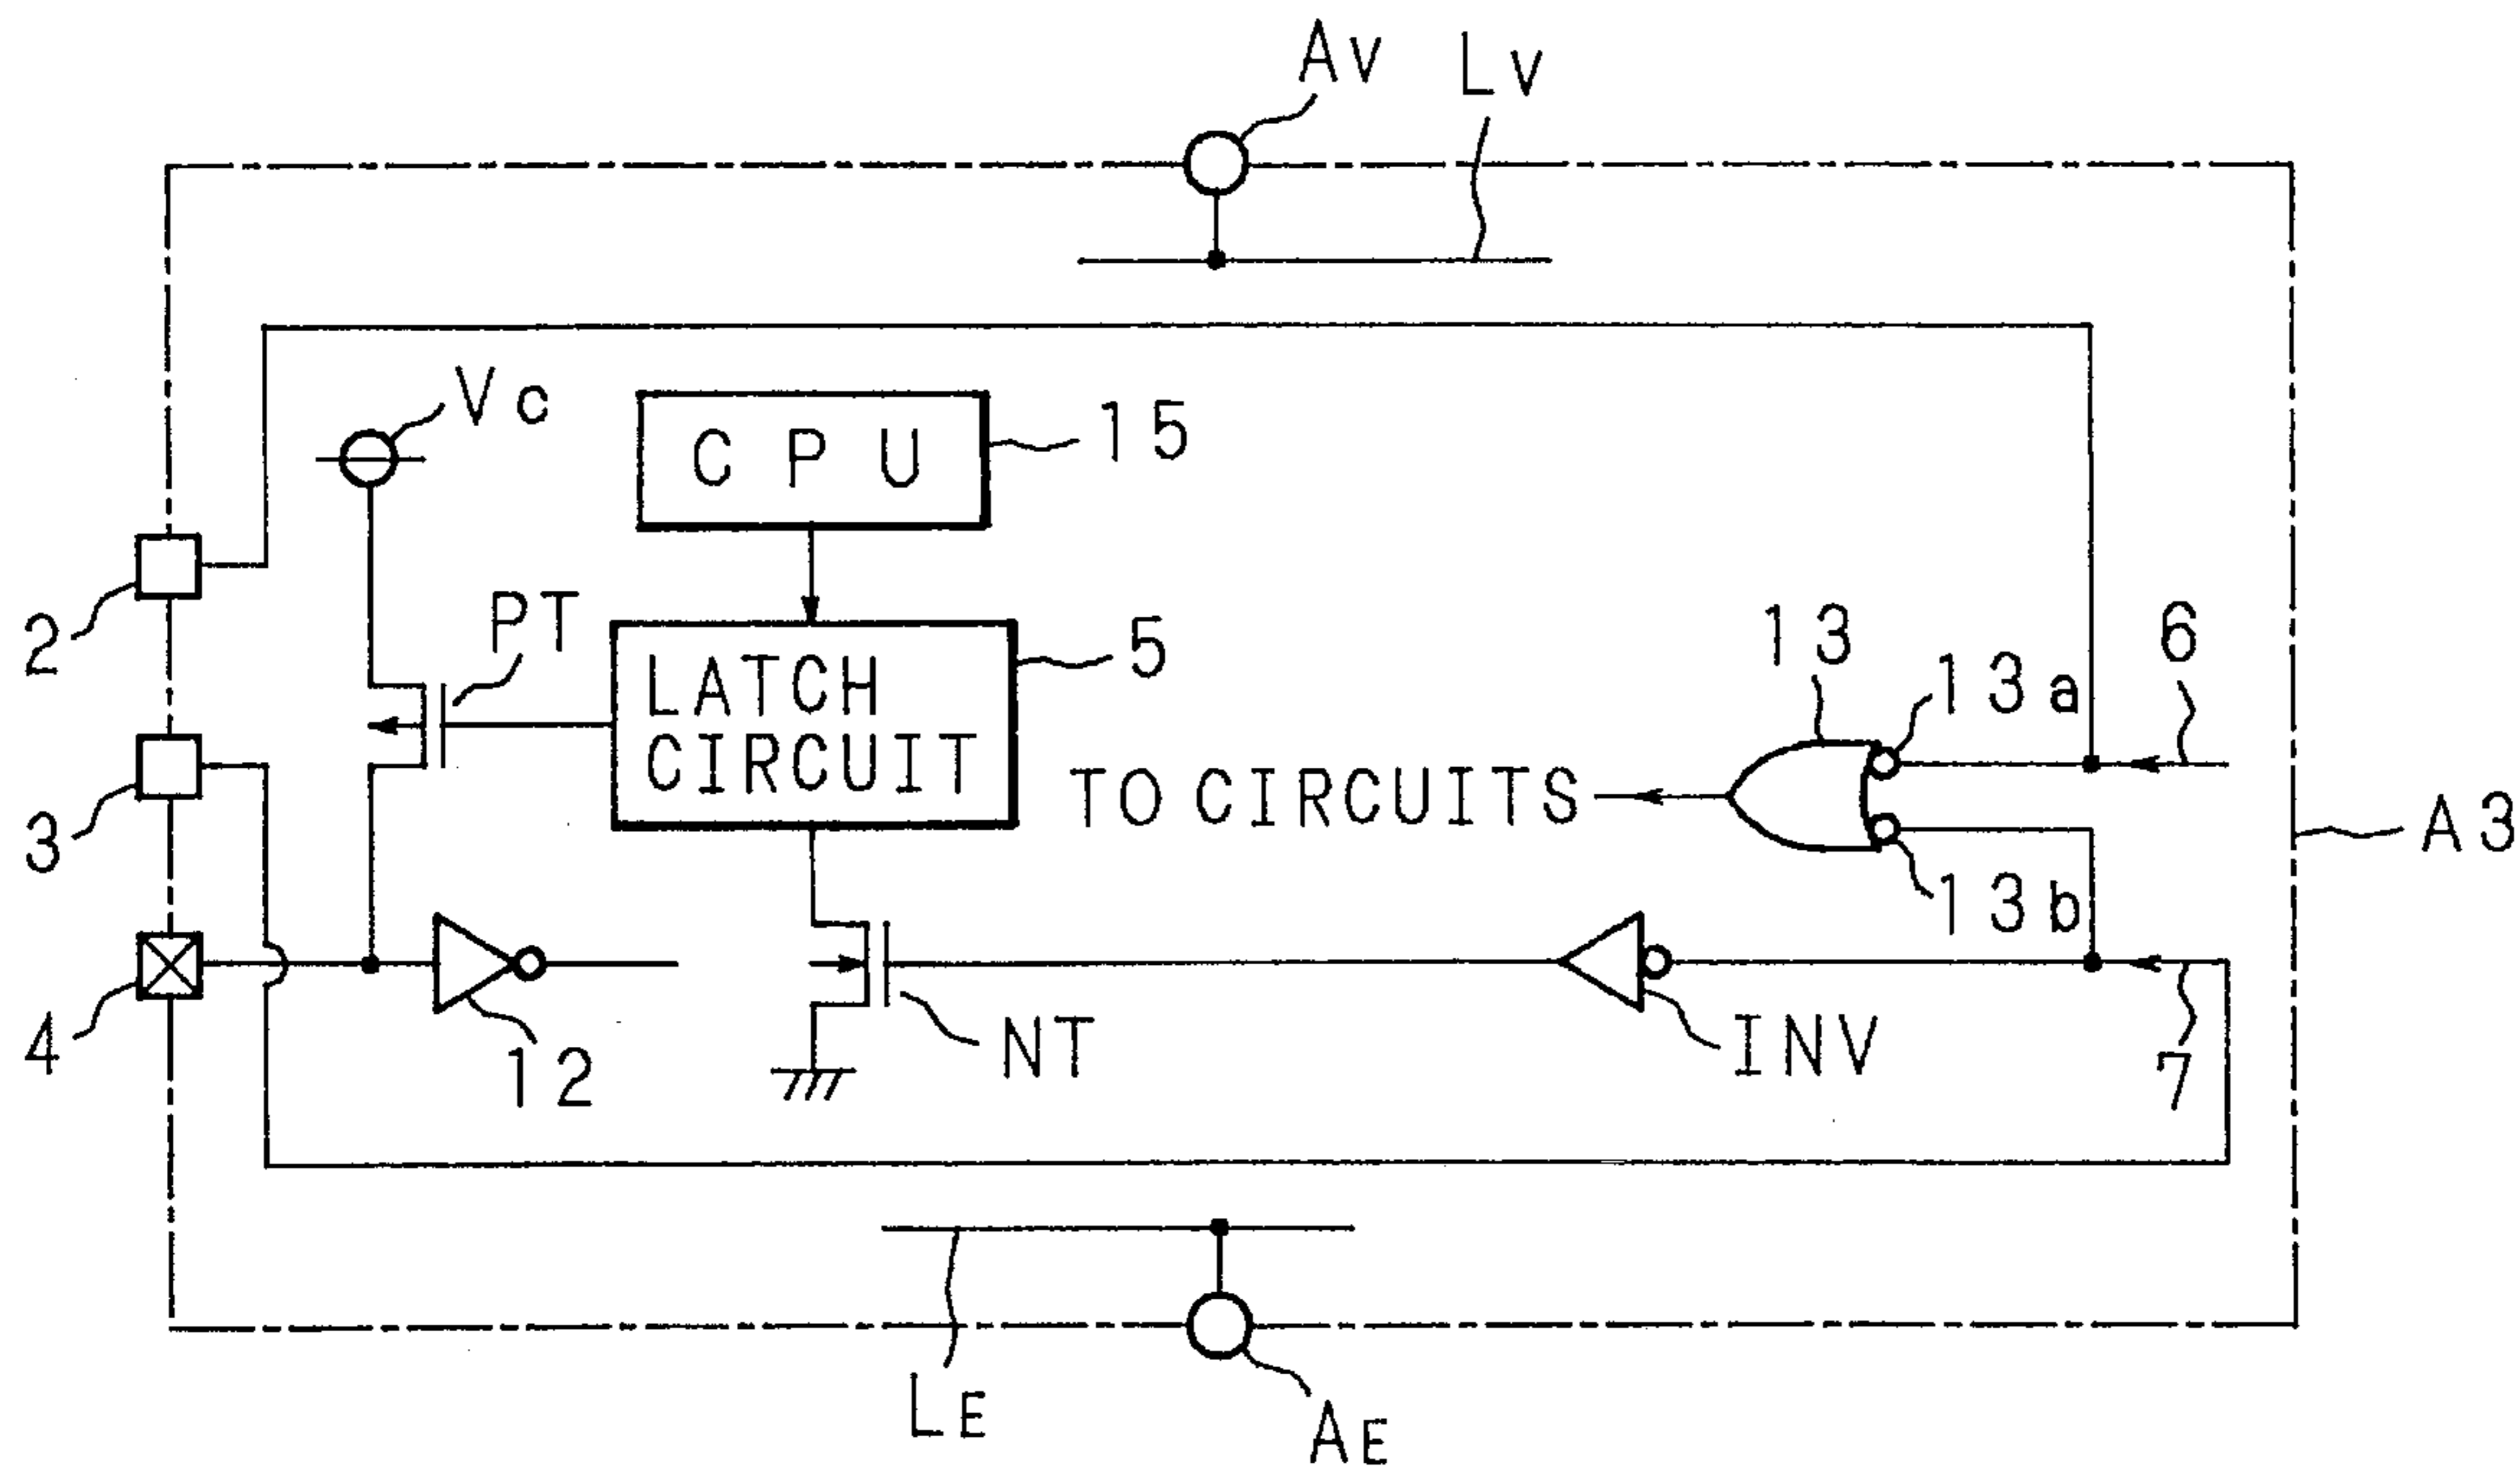 AV
LV
VC
CPU
15
2
PT
LATCH
CIRCUIT
5
13
13a
6
TO CIRCUITS
3
A3
13b
4
12
NT
INV
7
LE
AE